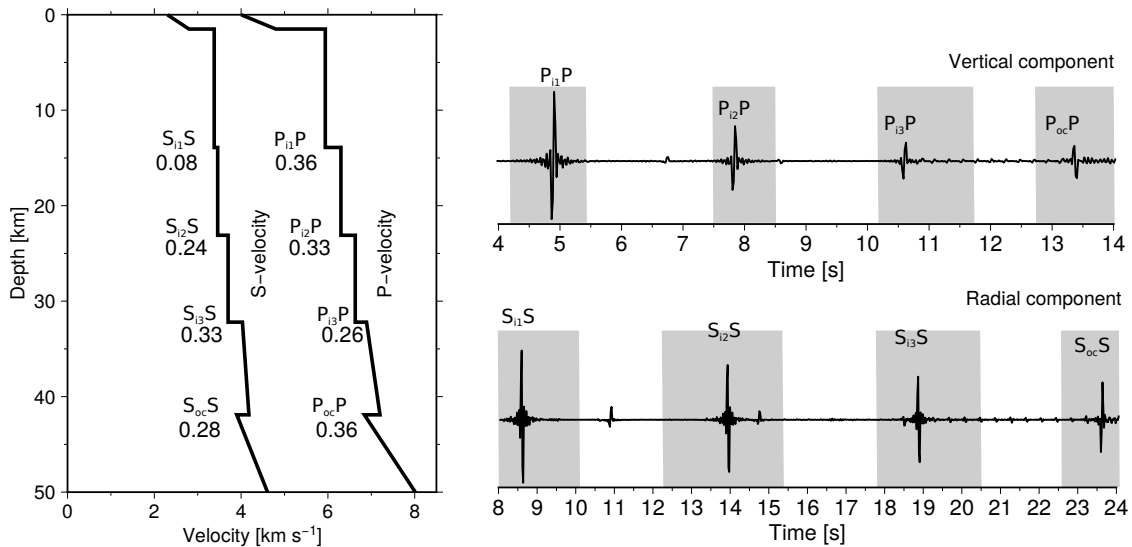 0
10
20
30
40
50
Depth [km]
0
2
4
6
8
Velocity [km s⁻¹]
S−velocity
P−velocity
Sᵢ₁S
0.08
Pᵢ₁P
0.36
Sᵢ₂S
0.24
Pᵢ₂P
0.33
Sᵢ₃S
0.33
Pᵢ₃P
0.26
SₒcS
0.28
PₒcP
0.36
Vertical component
Pᵢ₁P
Pᵢ₂P
Pᵢ₃P
PₒcP
4 5 6 7 8 9 10 11 12 13 14
Time [s]
Radial component
Sᵢ₁S
Sᵢ₂S
Sᵢ₃S
SₒcS
8 9 10 11 12 13 14 15 16 17 18 19 20 21 22 23 24
Time [s]